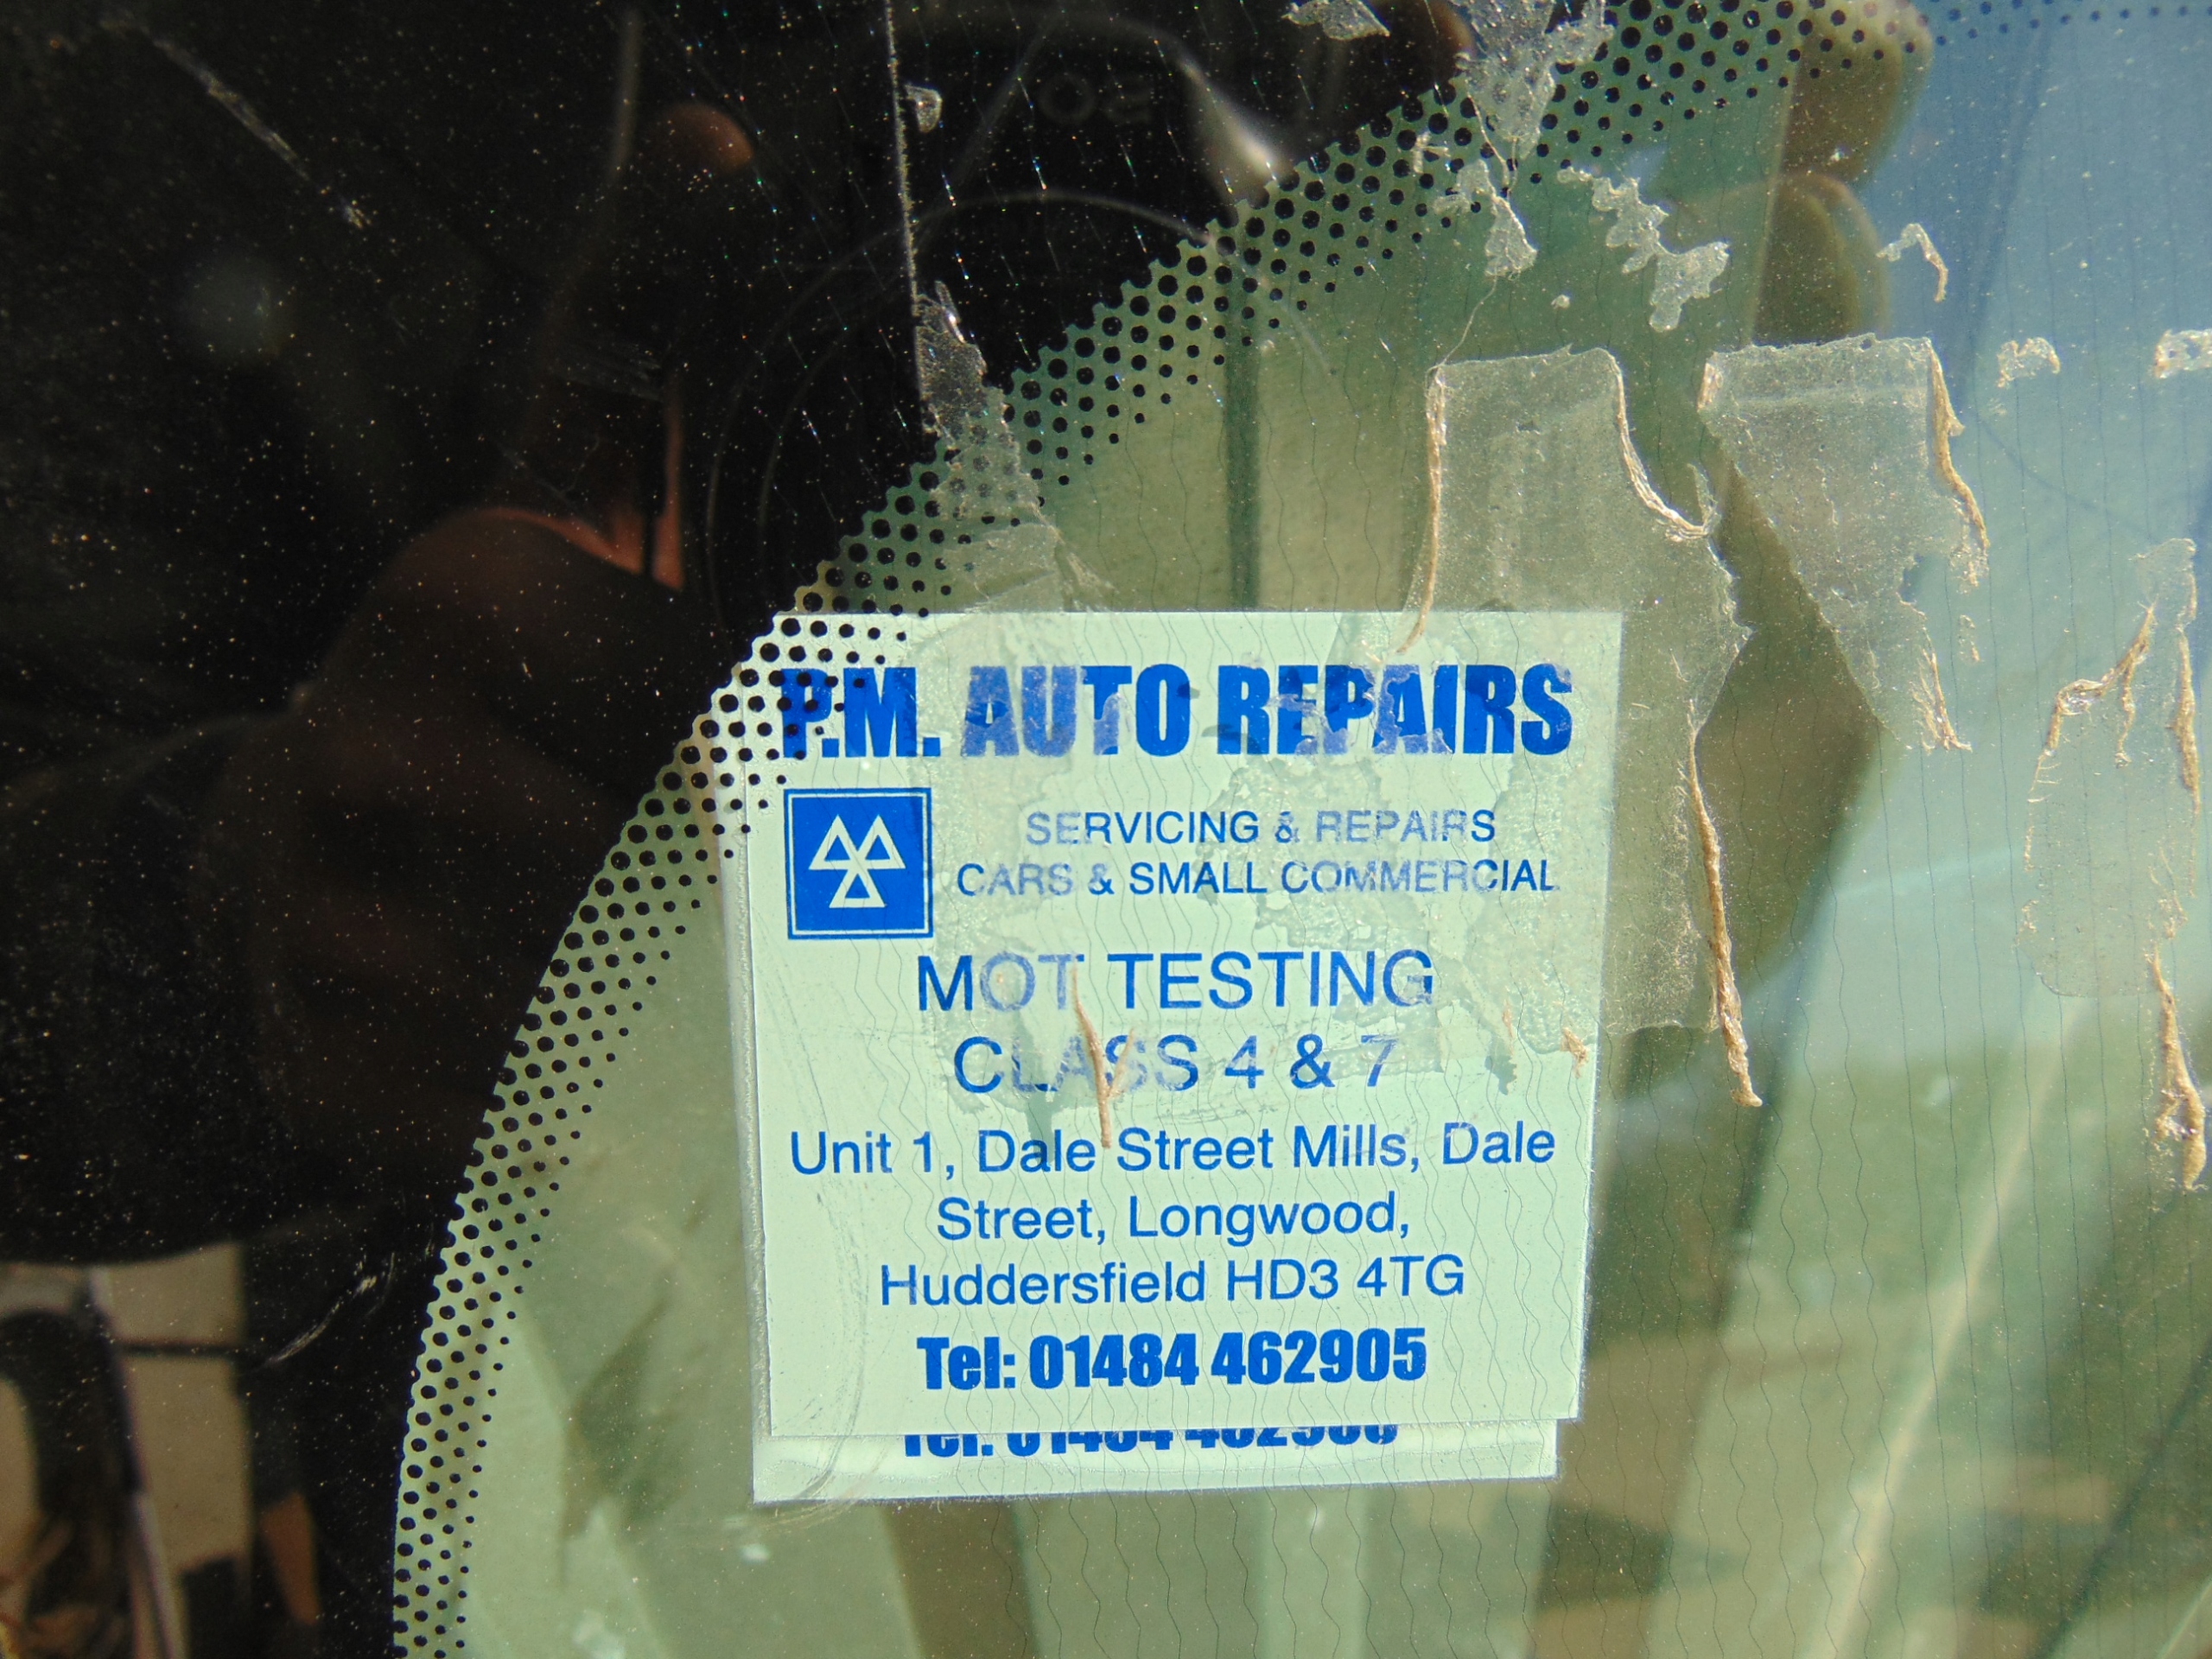 P.M. AUTO REPAIRS
SERVICING & REPAIRS
CARS & SMALL COMMERCIAL
MOT TESTING
CLASS 4 & 7
Unit 1, Dale Street Mills, Dale
Street, Longwood,
Huddersfield HD3 4TG
Tel: 01484 462905